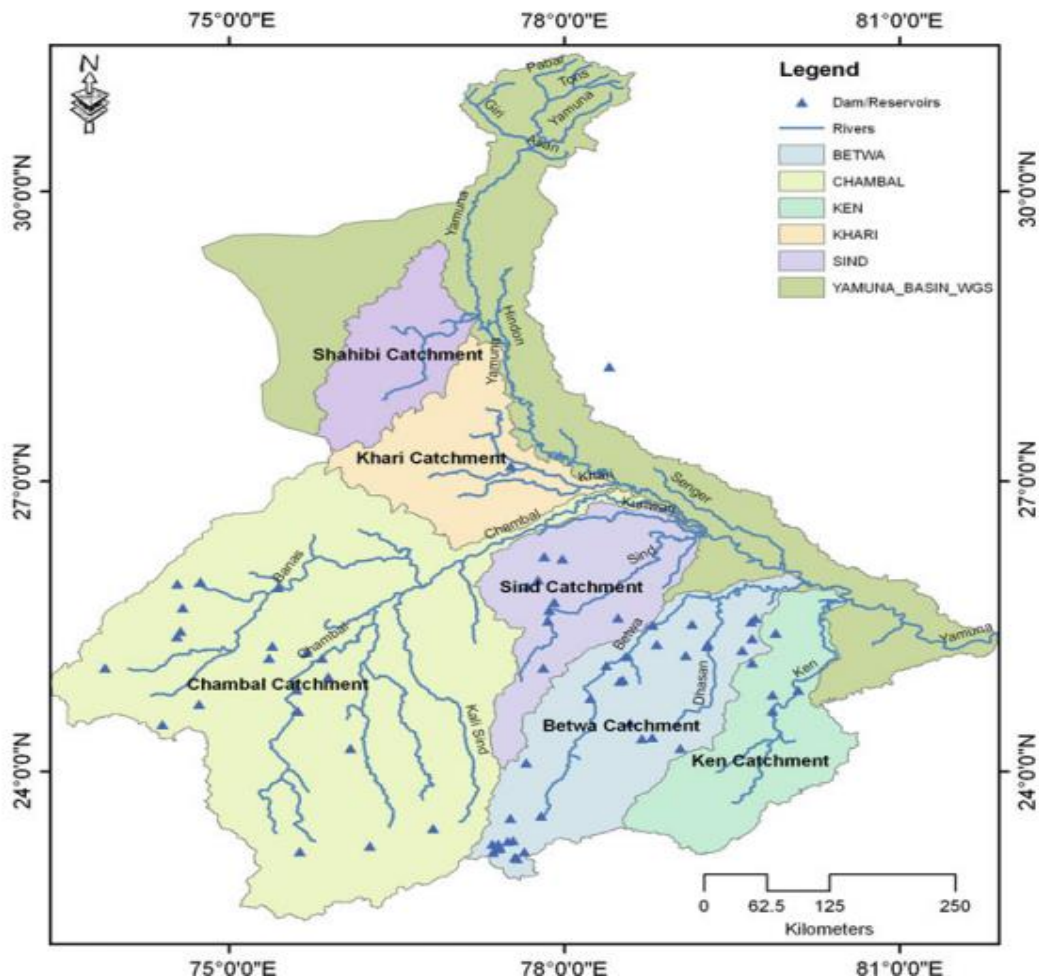 75°0'0"E 78°0'0"E 81°0'0"E
N
Legend
Dam/Reservoirs
Rivers
BETWA
CHAMBAL
KEN
KHARI
SIND
YAMUNA_BASIN_WGS
30°0'0"N
27°0'0"N
24°0'0"N
30°0'0"N
27°0'0"N
24°0'0"N
Pabar
Tons
Giri
Yamuna
Asan
Yamuna
Hindon
Shahibi Catchment
Yamuna
Khari Catchment
Khari
Senger
Chambal
Kunwari
Banas
Sind
Sind Catchment
Chambal
Betwa
Yamuna
Chambal Catchment
Dhasan
Ken
Kali Sind
Betwa Catchment
Ken Catchment
0 62.5 125 250
Kilometers
75°0'0"E 78°0'0"E 81°0'0"E